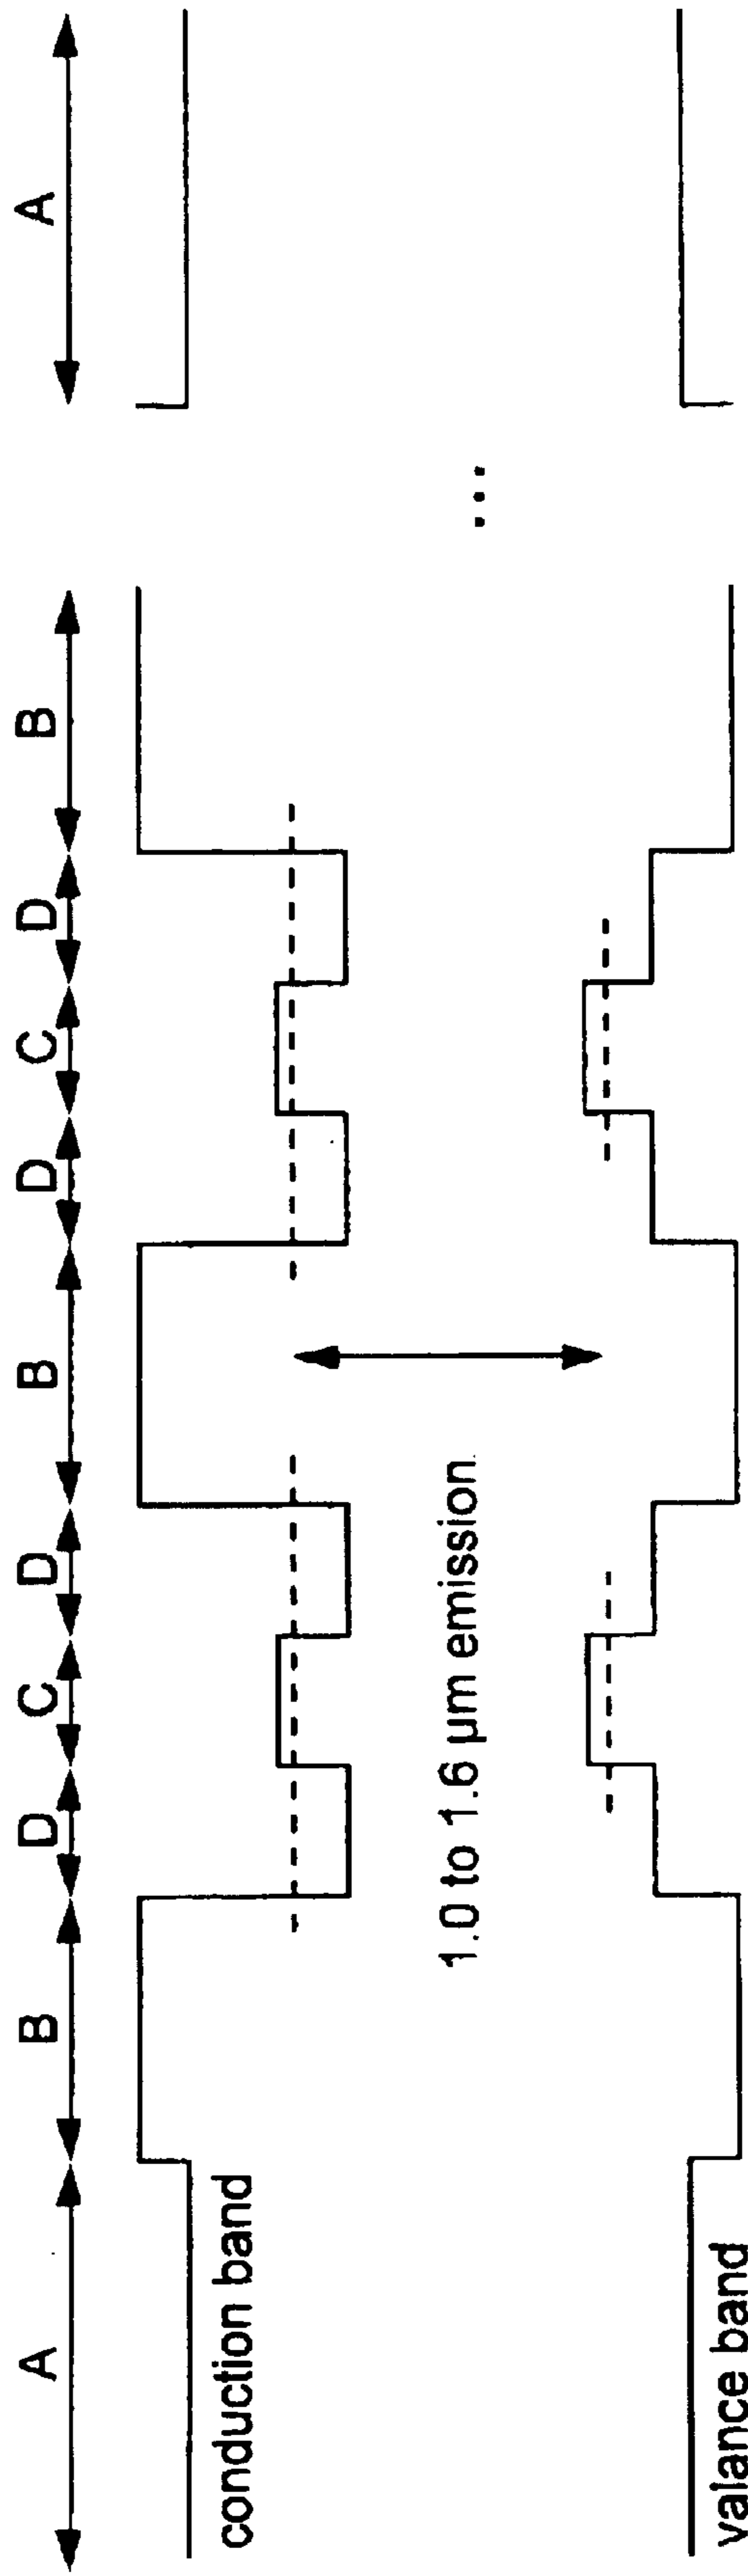 A B D C D B D C D B A
conduction band
1.0 to 1.6 µm emission
...
valance band